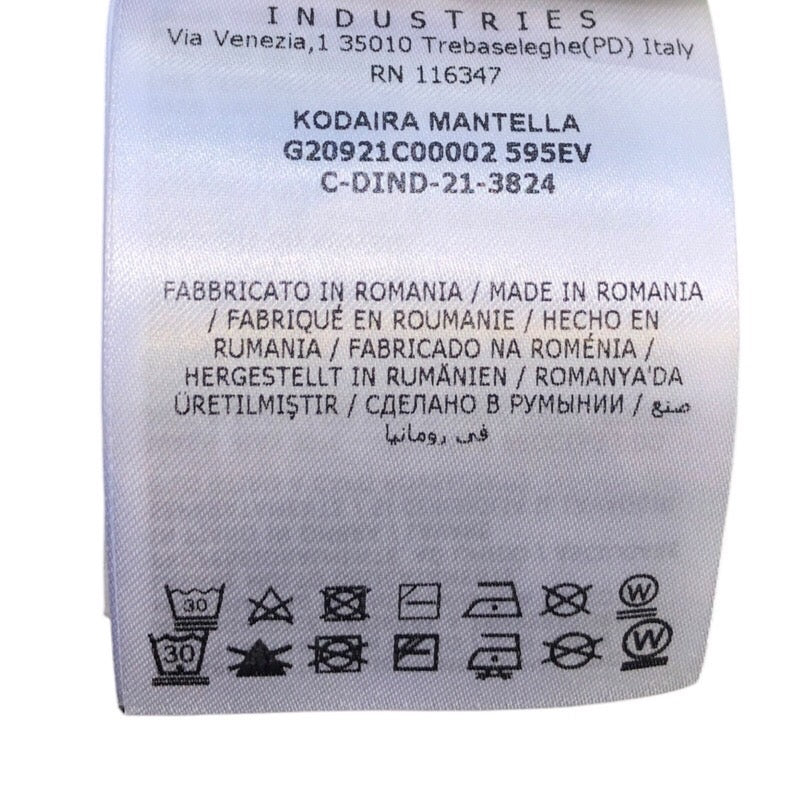 INDUSTRIES
Via Venezia,1 35010 Trebaseleghe(PD) Italy
RN 116347
KODAIRA MANTELLA
G20921C00002 595EV
C-DIND-21-3824
FABBRICATO IN ROMANIA / MADE IN ROMANIA
/ FABRIQUÉ EN ROUMANIE / HECHO EN
RUMANIA / FABRICADO NA ROMÉNIA /
HERGESTELLT IN RUMÄNIEN / ROMANYA'DA
ÜRETILMIŞTIR / СДЕЛАНО В РУМЫНИИ / صنع
في رومانيا
30 W
30 W